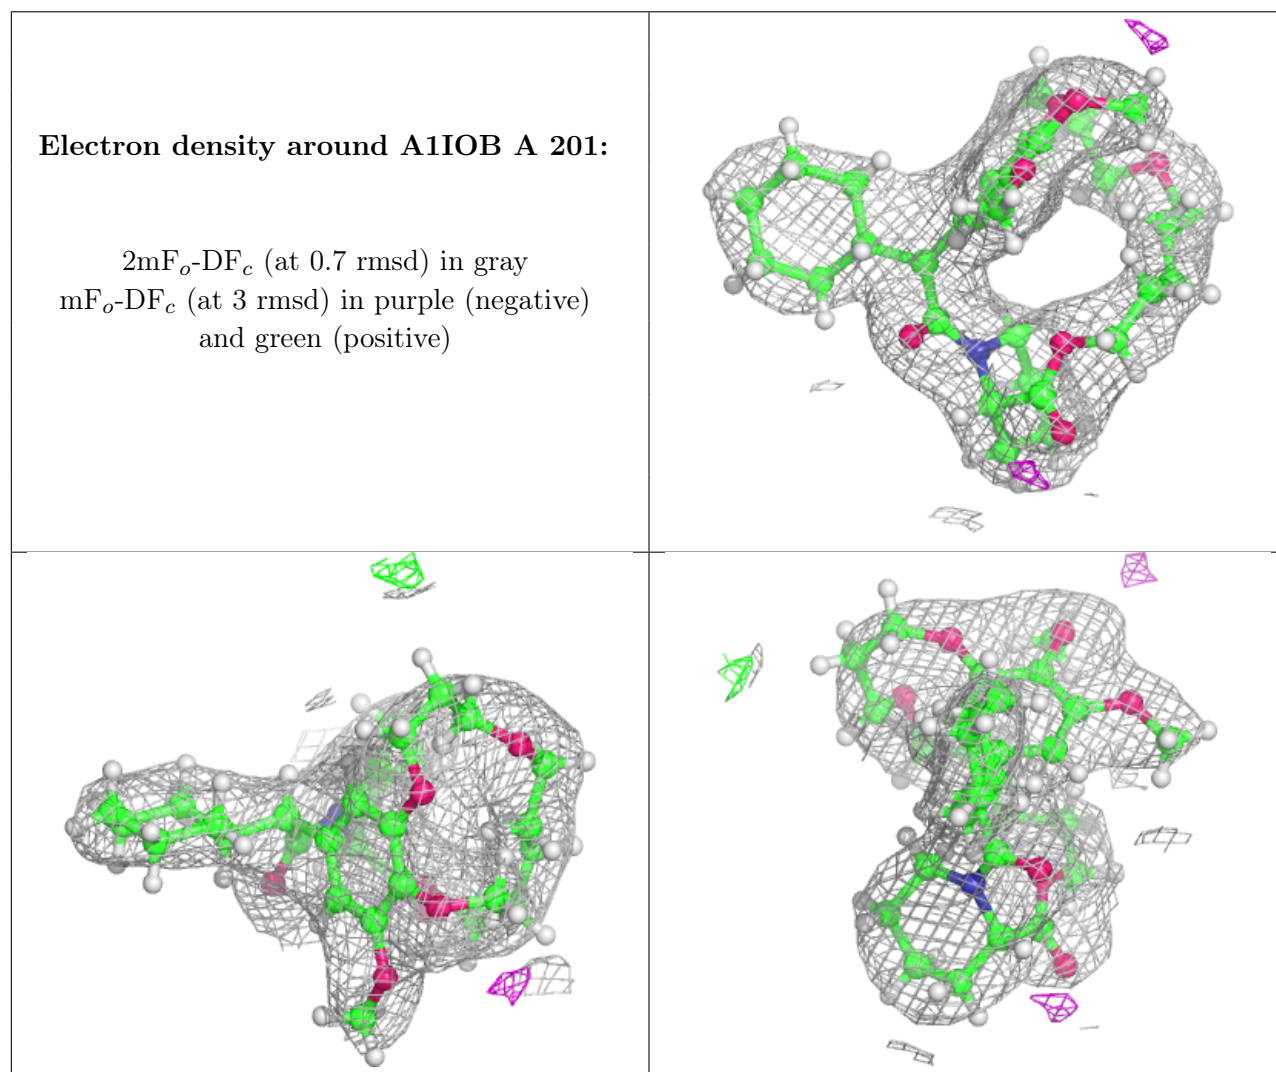 Electron density around A1IOB A 201:
2mFₒ-DF𝒸 (at 0.7 rmsd) in gray
mFₒ-DF𝒸 (at 3 rmsd) in purple (negative)
and green (positive)